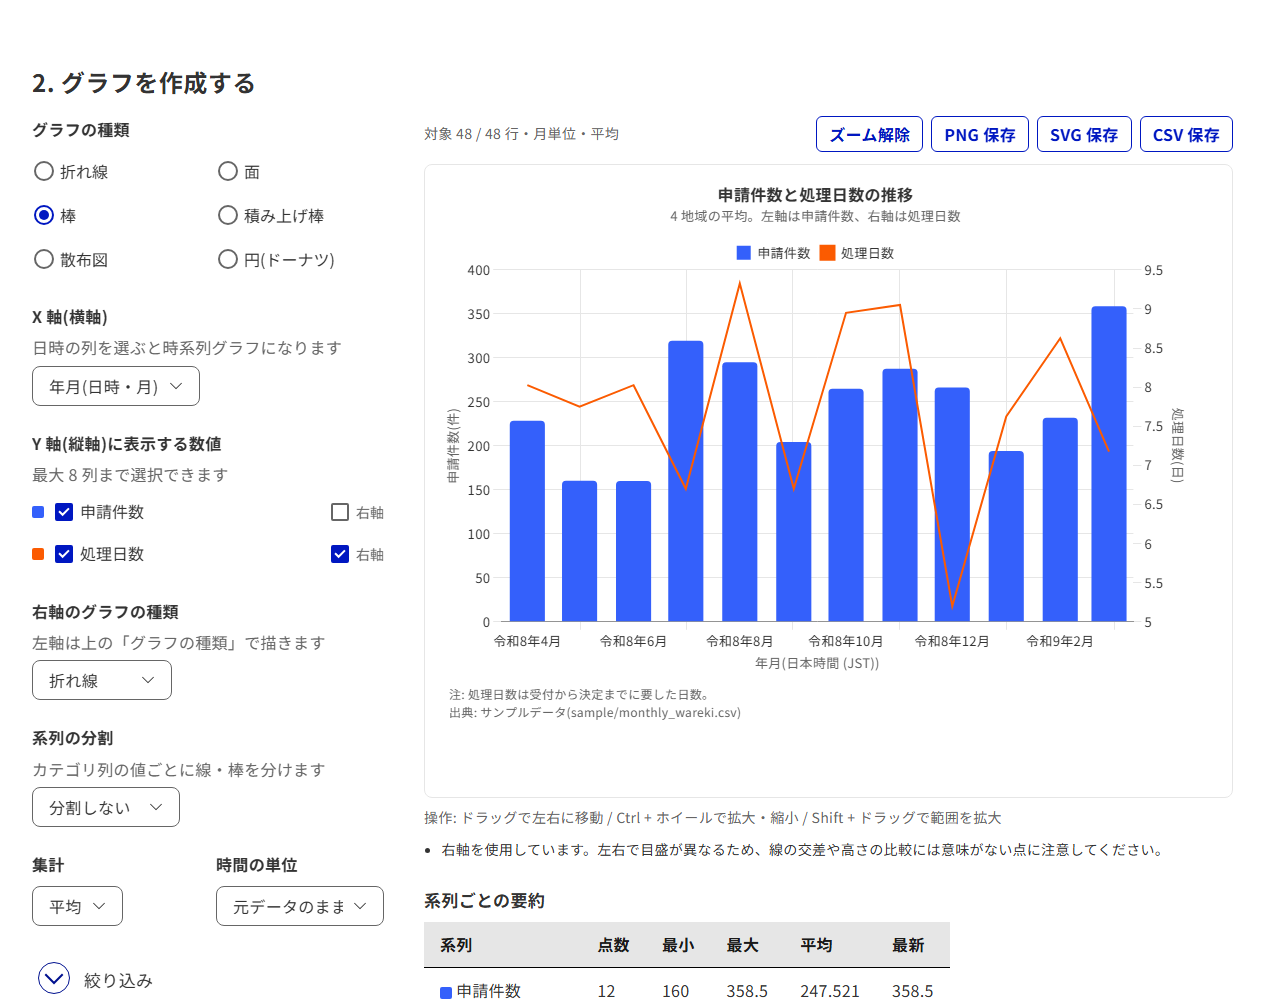 2. グラフを作成する
グラフの種類
折れ線
面
棒
積み上げ棒
散布図
円(ドーナツ)
X 軸(横軸)
日時の列を選ぶと時系列グラフになります
年月(日時・月)
Y 軸(縦軸)に表示する数値
最大 8 列まで選択できます
申請件数
右軸
処理日数
右軸
右軸のグラフの種類
左軸は上の「グラフの種類」で描きます
折れ線
系列の分割
カテゴリ列の値ごとに線・棒を分けます
分割しない
集計
時間の単位
平均
元データのまま
絞り込み
対象 48 / 48 行・月単位・平均
ズーム解除
PNG 保存
SVG 保存
CSV 保存
申請件数と処理日数の推移
4 地域の平均。左軸は申請件数、右軸は処理日数
申請件数
処理日数
400
350
300
250
200
150
100
50
0
申請件数(件)
9.5
9
8.5
8
7.5
7
6.5
6
5.5
5
処理日数(日)
令和8年4月
令和8年6月
令和8年8月
令和8年10月
令和8年12月
令和9年2月
年月(日本時間 (JST))
注: 処理日数は受付から決定までに要した日数。
出典: サンプルデータ(sample/monthly_wareki.csv)
操作: ドラッグで左右に移動 / Ctrl + ホイールで拡大・縮小 / Shift + ドラッグで範囲を拡大
• 右軸を使用しています。左右で目盛が異なるため、線の交差や高さの比較には意味がない点に注意してください。
系列ごとの要約
系列 点数 最小 最大 平均 最新
申請件数 12 160 358.5 247.521 358.5